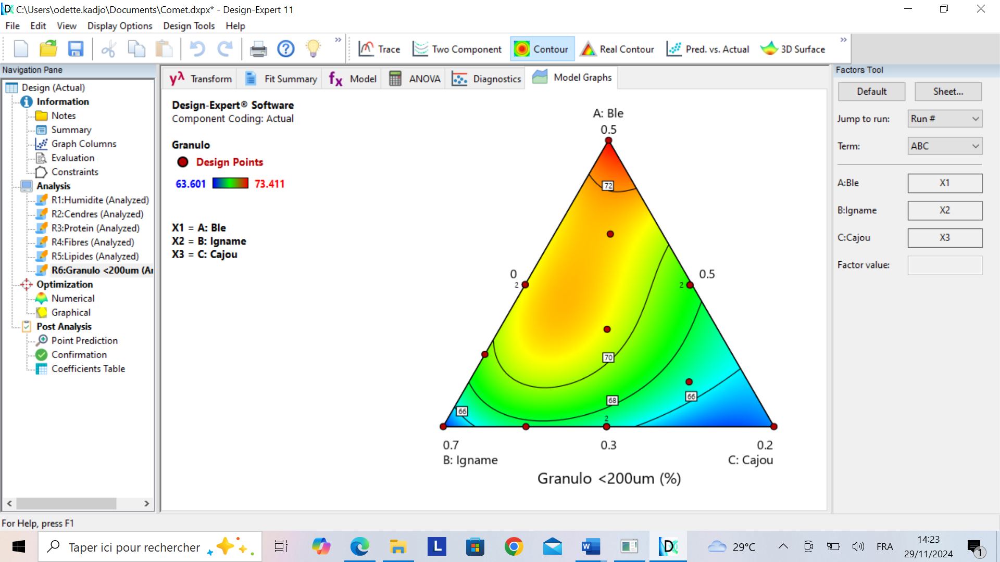 C:\Users\odette.kadjo\Documents\Comet.dxpx* - Design-Expert 11
File Edit View Display Options Design Tools Help
» Trace Two Component Contour Real Contour Pred. vs. Actual 3D Surface »
Navigation Pane
Design (Actual)
Information
Notes
Summary
Graph Columns
Evaluation
Constraints
Analysis
R1:Humidite (Analyzed)
R2:Cendres (Analyzed)
R3:Protein (Analyzed)
R4:Fibres (Analyzed)
R5:Lipides (Analyzed)
R6:Granulo <200um (Ar
Optimization
Numerical
Graphical
Post Analysis
Point Prediction
Confirmation
Coefficients Table
Transform Fit Summary Model ANOVA Diagnostics Model Graphs
Design-Expert® Software
Component Coding: Actual
Granulo
Design Points
63.601 73.411
X1 = A: Ble
X2 = B: Igname
X3 = C: Cajou
A: Ble
0.5
72
0 0.5
2 2
70
68 66
66
2
0.7 0.3 0.2
B: Igname C: Cajou
Granulo <200um (%)
Factors Tool
Default Sheet...
Jump to run: Run #
Term: ABC
A:Ble X1
B:Igname X2
C:Cajou X3
Factor value:
For Help, press F1
Taper ici pour rechercher
29°C FRA 14:23
29/11/2024
1